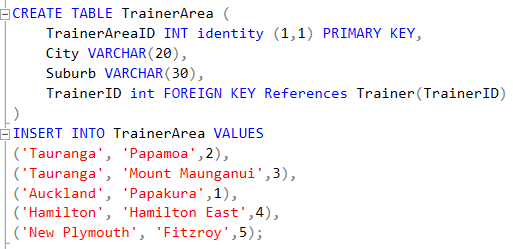 CREATE TABLE TrainerArea (
    TrainerAreaID INT identity (1,1) PRIMARY KEY,
    City VARCHAR(20),
    Suburb VARCHAR(30),
    TrainerID int FOREIGN KEY References Trainer(TrainerID)
)
INSERT INTO TrainerArea VALUES
('Tauranga', 'Papamoa',2),
('Tauranga', 'Mount Maunganui',3),
('Auckland', 'Papakura',1),
('Hamilton', 'Hamilton East',4),
('New Plymouth', 'Fitzroy',5);